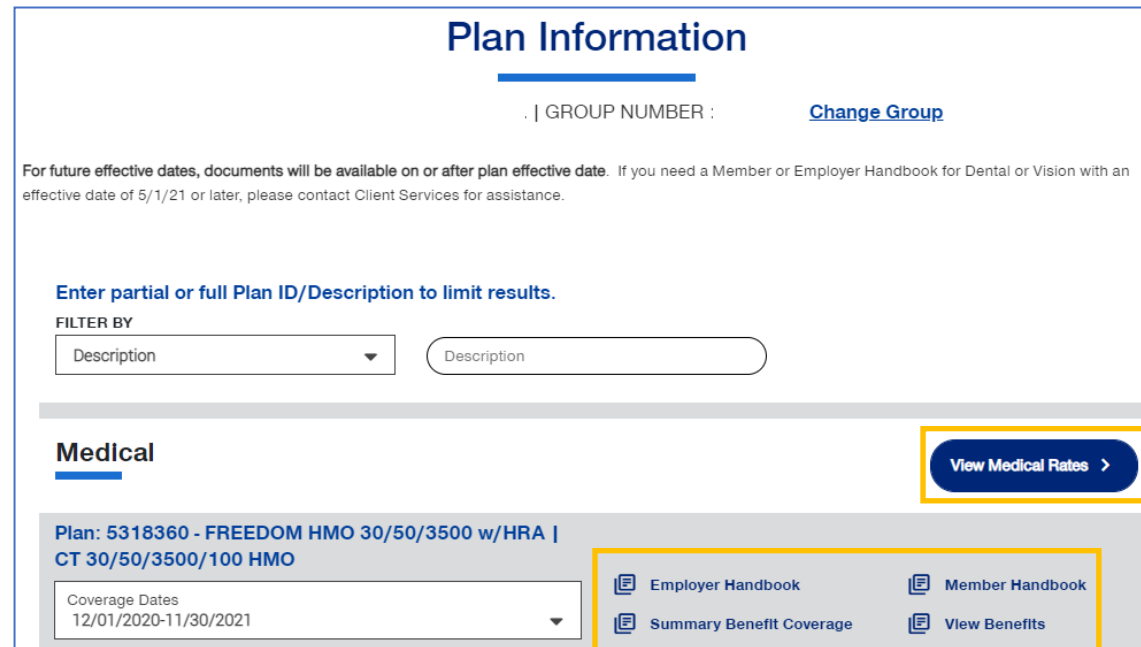 Plan Information
. | GROUP NUMBER : Change Group
For future effective dates, documents will be available on or after plan effective date. If you need a Member or Employer Handbook for Dental or Vision with an
effective date of 5/1/21 or later, please contact Client Services for assistance.
Enter partial or full Plan ID/Description to limit results.
FILTER BY
Description Description
Medical
View Medical Rates >
Plan: 5318360 - FREEDOM HMO 30/50/3500 w/HRA |
CT 30/50/3500/100 HMO
Coverage Dates
12/01/2020-11/30/2021
Employer Handbook Member Handbook
Summary Benefit Coverage View Benefits